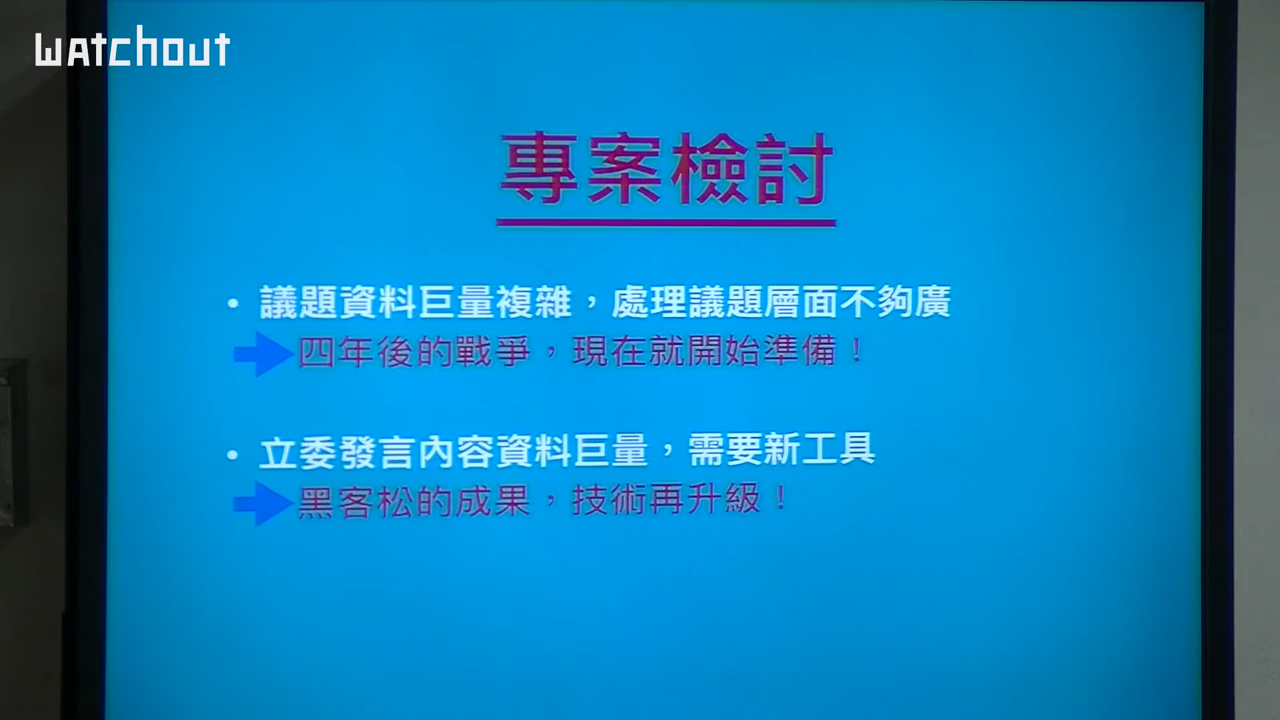 WATCHOUT
專案檢討
• 議題資料巨量複雜，處理議題層面不夠廣
四年後的戰爭，現在就開始準備！
• 立委發言內容資料巨量，需要新工具
黑客松的成果，技術再升級！